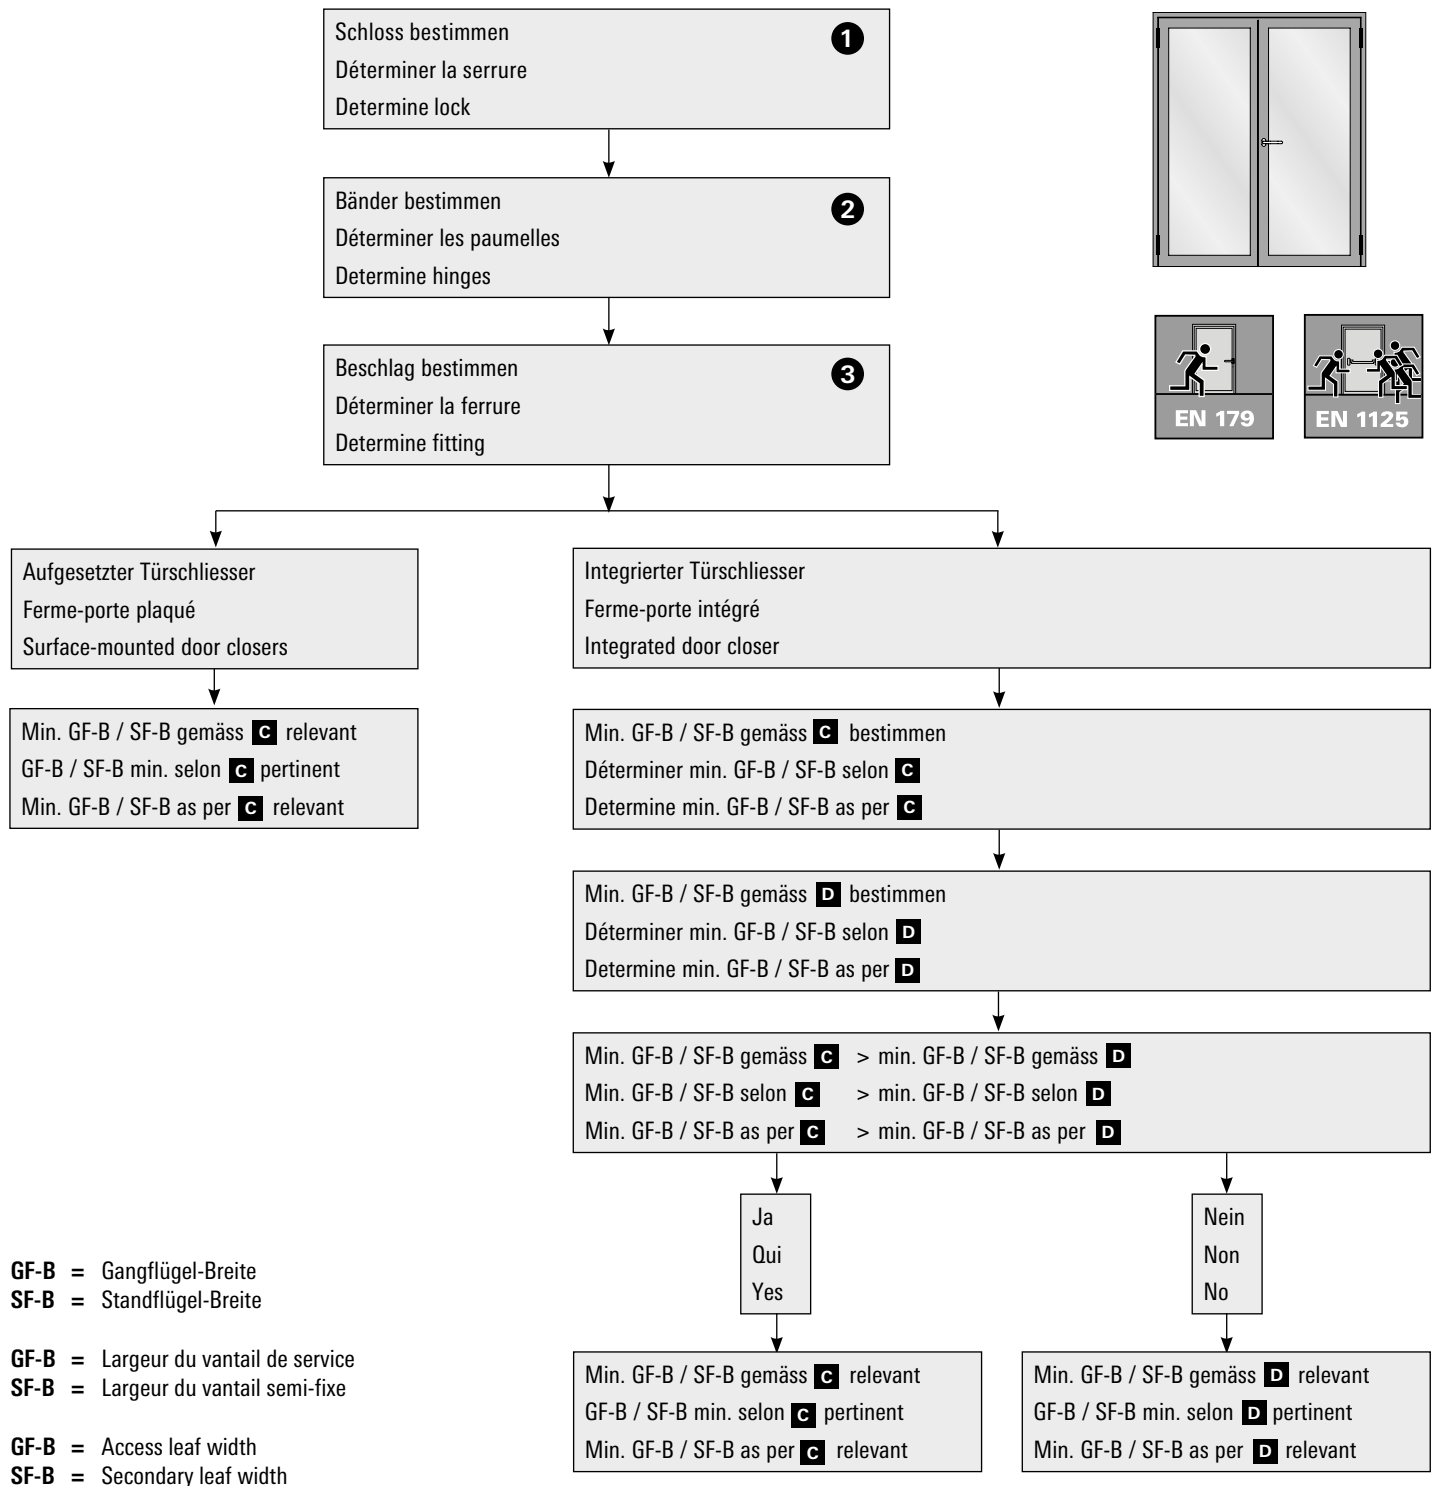 Schloss bestimmen
1
Déterminer la serrure
Determine lock
Bänder bestimmen
2
Déterminer les paumelles
Determine hinges
Beschlag bestimmen
3
Déterminer la ferrure
Determine fitting
EN 179
EN 1125
Aufgesetzter Türschliesser
Ferme-porte plaqué
Surface-mounted door closers
Integrierter Türschliesser
Ferme-porte intégré
Integrated door closer
Min. GF-B / SF-B gemäss C relevant
GF-B / SF-B min. selon C pertinent
Min. GF-B / SF-B as per C relevant
Min. GF-B / SF-B gemäss C bestimmen
Déterminer min. GF-B / SF-B selon C
Determine min. GF-B / SF-B as per C
Min. GF-B / SF-B gemäss D bestimmen
Déterminer min. GF-B / SF-B selon D
Determine min. GF-B / SF-B as per D
Min. GF-B / SF-B gemäss C > min. GF-B / SF-B gemäss D
Min. GF-B / SF-B selon C > min. GF-B / SF-B selon D
Min. GF-B / SF-B as per C > min. GF-B / SF-B as per D
Ja
Qui
Yes
Nein
Non
No
Min. GF-B / SF-B gemäss C relevant
GF-B / SF-B min. selon C pertinent
Min. GF-B / SF-B as per C relevant
Min. GF-B / SF-B gemäss D relevant
GF-B / SF-B min. selon D pertinent
Min. GF-B / SF-B as per D relevant
GF-B = Gangflügel-Breite
SF-B = Standflügel-Breite
GF-B = Largeur du vantail de service
SF-B = Largeur du vantail semi-fixe
GF-B = Access leaf width
SF-B = Secondary leaf width